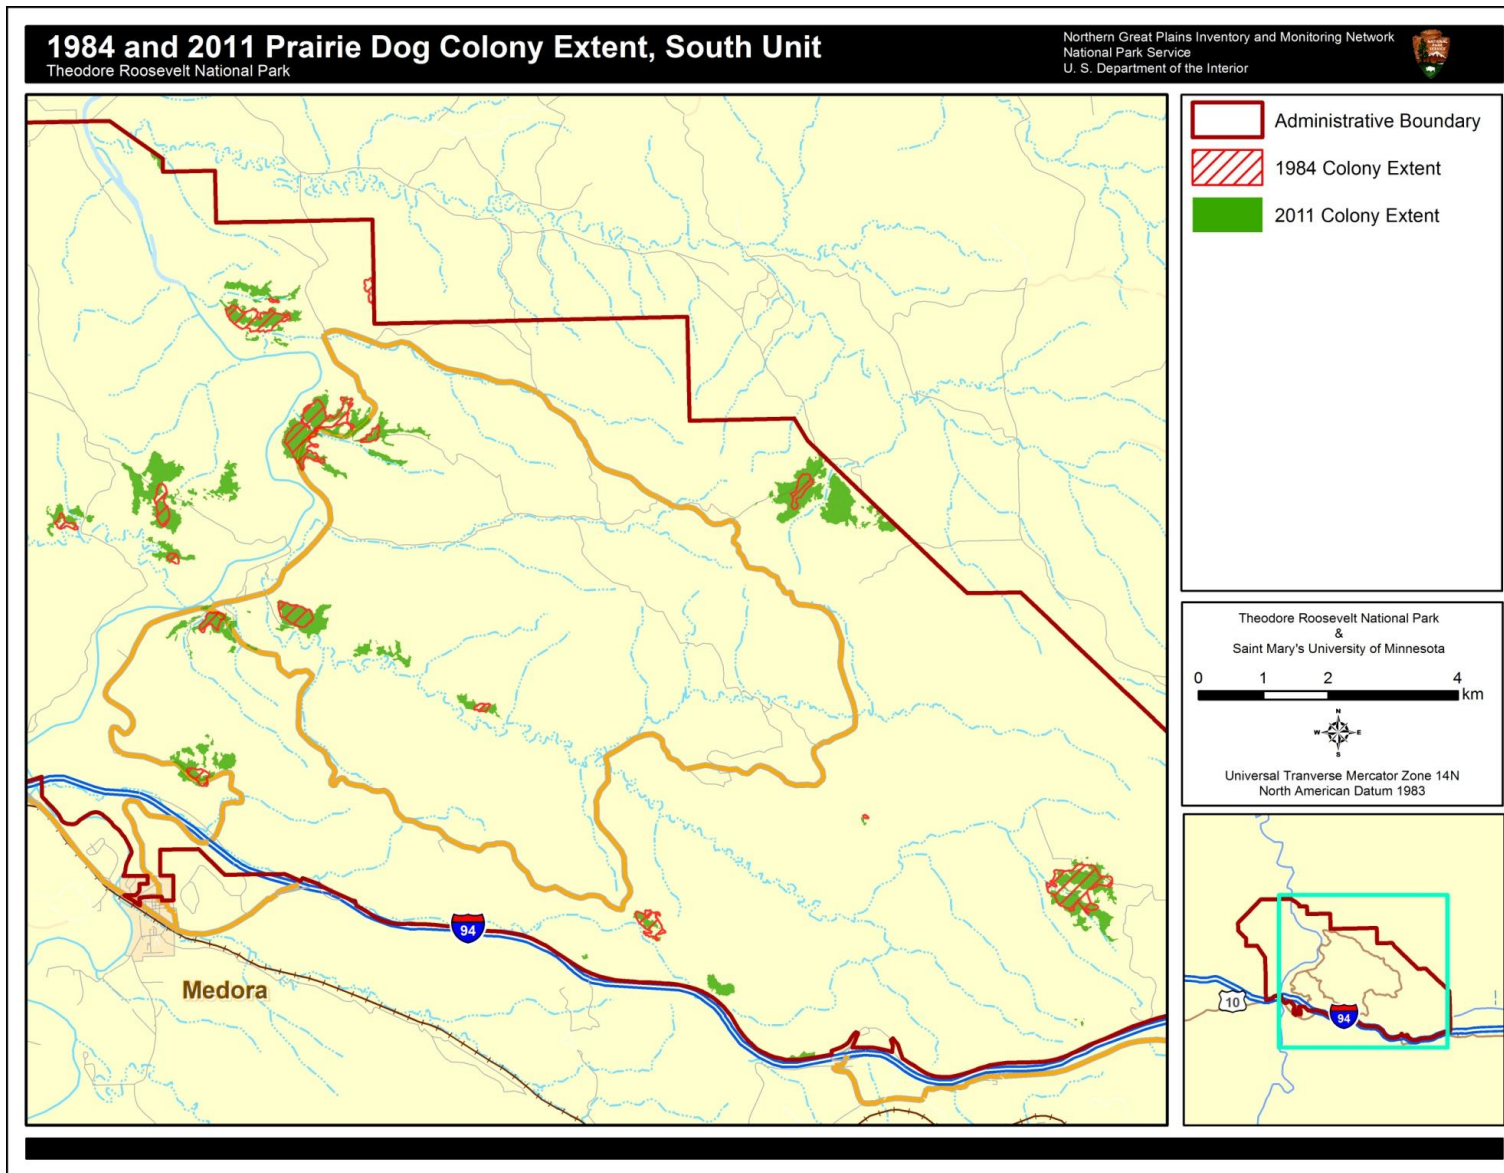 1984 and 2011 Prairie Dog Colony Extent, South Unit
Theodore Roosevelt National Park
Northern Great Plains Inventory and Monitoring Network
National Park Service
U. S. Department of the Interior
Administrative Boundary
1984 Colony Extent
2011 Colony Extent
94
Medora
Theodore Roosevelt National Park
&
Saint Mary's University of Minnesota
0 1 2 4
km
N
W E
S
Universal Tranverse Mercator Zone 14N
North American Datum 1983
10
94